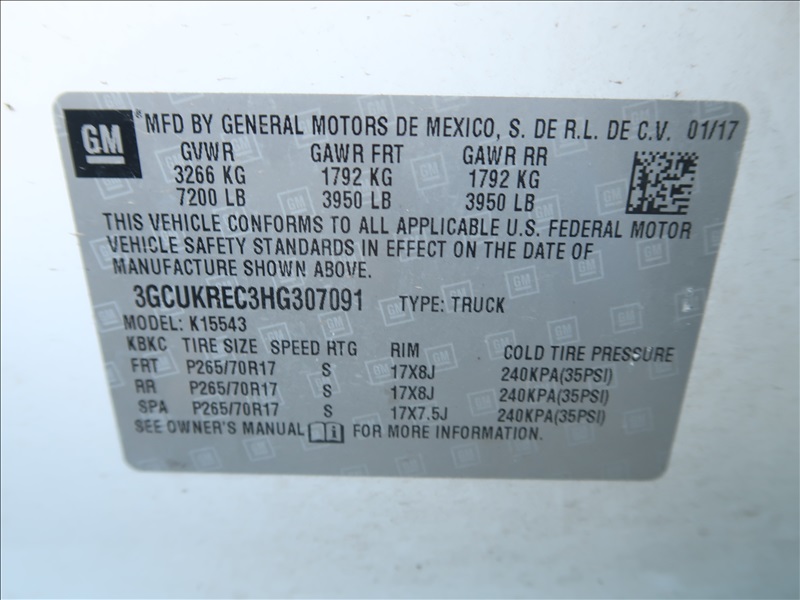 GM MFD BY GENERAL MOTORS DE MEXICO, S. DE R.L. DE C.V. 01/17
GVWR GAWR FRT GAWR RR
3266 KG 1792 KG 1792 KG
7200 LB 3950 LB 3950 LB
THIS VEHICLE CONFORMS TO ALL APPLICABLE U.S. FEDERAL MOTOR
VEHICLE SAFETY STANDARDS IN EFFECT ON THE DATE OF
MANUFACTURE SHOWN ABOVE.
3GCUKREC3HG307091 TYPE: TRUCK
MODEL: K15543
KBKC TIRE SIZE SPEED RTG RIM COLD TIRE PRESSURE
FRT P265/70R17 S 17X8J 240KPA(35PSI)
RR P265/70R17 S 17X8J 240KPA(35PSI)
SPA P265/70R17 S 17X7.5J 240KPA(35PSI)
SEE OWNER'S MANUAL i FOR MORE INFORMATION.